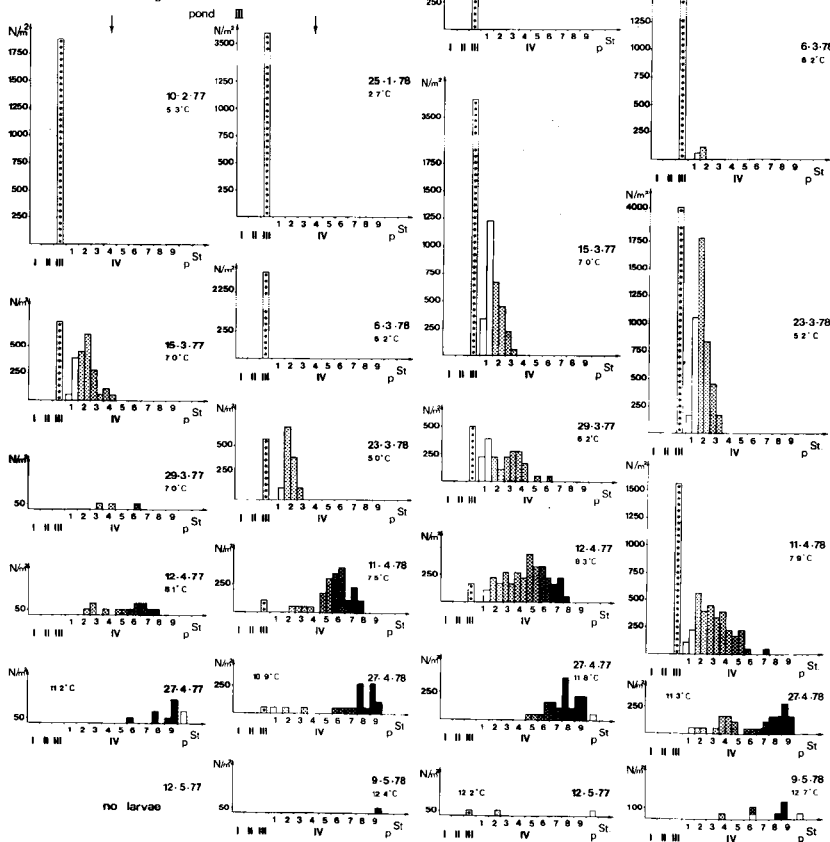 pond III
N/m²
1750
1500
1250
1000
750
500
250
10-2-77
5.3°C
I II III 1 2 3 4 5 6 7 8 9 p St
IV
N/m²
500
250
15-3-77
7.0°C
I II III 1 2 3 4 5 6 7 8 9 p St
IV
N/m²
50
29-3-77
7.0°C
I II III 1 2 3 4 5 6 7 8 9 p St
IV
N/m²
50
12-4-77
8.1°C
I II III 1 2 3 4 5 6 7 8 9 p St
IV
N/m²
50
11.2°C
27-4-77
I II III 1 2 3 4 5 6 7 8 9 p St
IV
12-5-77
no larvae
N/m²
3500
1250
1000
750
500
250
25-1-78
2.7°C
I II III 1 2 3 4 5 6 7 8 9 p St
IV
N/m²
2250
250
6-3-78
6.2°C
I II III 1 2 3 4 5 6 7 8 9 p St
IV
N/m²
500
250
23-3-78
5.0°C
I II III 1 2 3 4 5 6 7 8 9 p St
IV
N/m²
250
11-4-78
7.5°C
I II III 1 2 3 4 5 6 7 8 9 p St
IV
N/m²
250
10.9°C
27-4-78
I II III 1 2 3 4 5 6 7 8 9 p St
IV
N/m²
50
9-5-78
12.4°C
I II III 1 2 3 4 5 6 7 8 9 p St
IV
250
I II III 1 2 3 4 5 6 7 8 9 p St
IV
N/m²
3500
1750
1500
1250
1000
750
500
250
15-3-77
7.0°C
I II III 1 2 3 4 5 6 7 8 9 p St
IV
N/m²
500
250
29-3-77
6.2°C
I II III 1 2 3 4 5 6 7 8 9 p St
IV
N/m²
250
12-4-77
8.3°C
I II III 1 2 3 4 5 6 7 8 9 p St
IV
N/m²
250
27-4-77
11.8°C
I II III 1 2 3 4 5 6 7 8 9 p St
IV
N/m²
50
12.2°C
12-5-77
I II III 1 2 3 4 5 6 7 8 9 p St.
IV
1250
1000
750
500
250
6-3-78
6.2°C
I II III 1 2 3 4 5 6 7 8 9 p St
IV
N/m²
4000
1750
1500
1250
1000
750
500
250
23-3-78
5.2°C
I II III 1 2 3 4 5 6 7 8 9 p St.
IV
N/m²
1500
1250
1000
750
500
250
11-4-78
7.9°C
I II III 1 2 3 4 5 6 7 8 9 p St
IV
N/m²
250
11.3°C
27-4-78
I II III 1 2 3 4 5 6 7 8 9 p St
IV
N/m²
100
9-5-78
12.7°C
I II III 1 2 3 4 5 6 7 8 9 p St.
IV